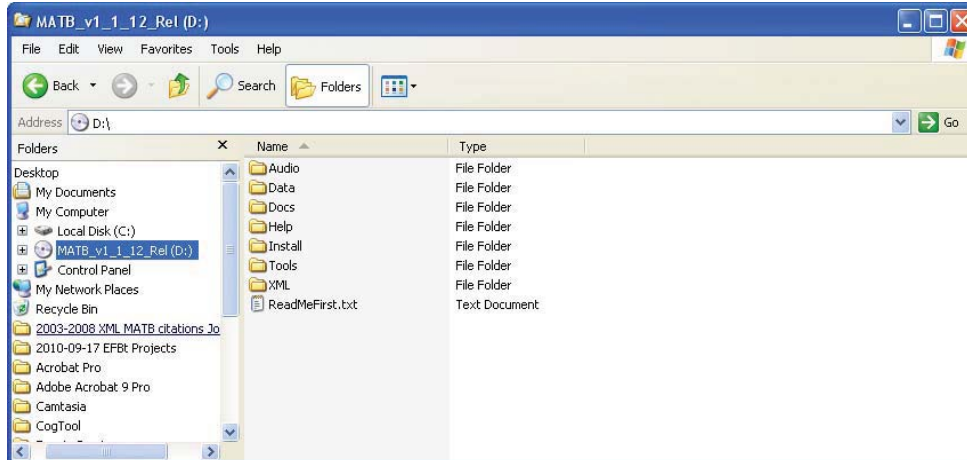 MATB_v1_1_12_Rel (D:)
File Edit View Favorites Tools Help
Back Search Folders
Address D:\ Go
Folders
Desktop
My Documents
My Computer
Local Disk (C:)
MATB_v1_1_12_Rel (D:)
Control Panel
My Network Places
Recycle Bin
2003-2008 XML MATB citations Jo
2010-09-17 EFBt Projects
Acrobat Pro
Adobe Acrobat 9 Pro
Camtasia
CogTool
Name Type
Audio File Folder
Data File Folder
Docs File Folder
Help File Folder
Install File Folder
Tools File Folder
XML File Folder
ReadMeFirst.txt Text Document